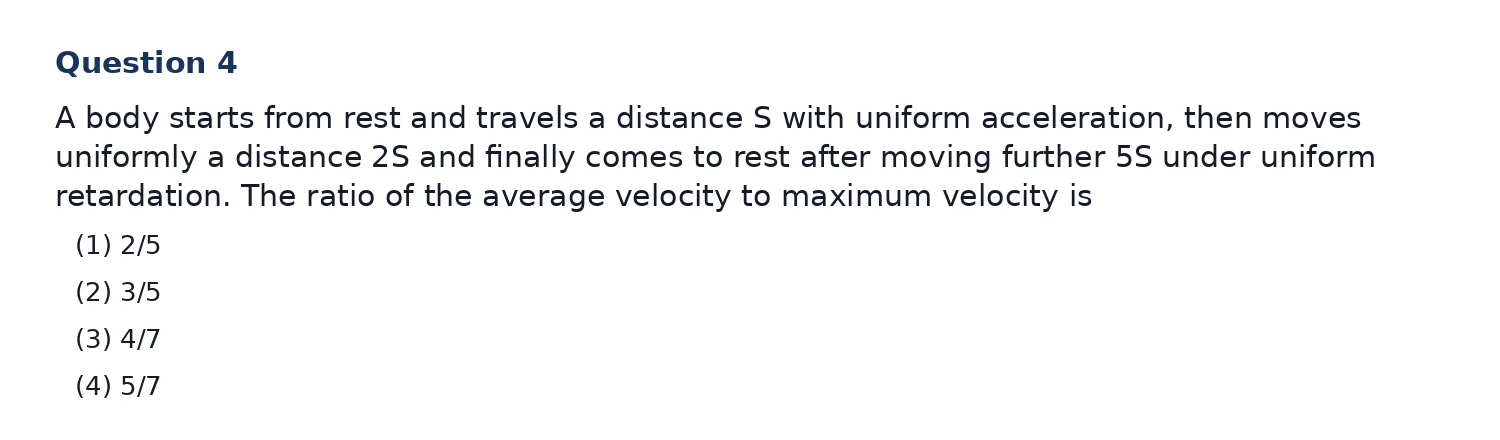 Question 4
A body starts from rest and travels a distance S with uniform acceleration, then moves
uniformly a distance 2S and finally comes to rest after moving further 5S under uniform
retardation. The ratio of the average velocity to maximum velocity is
(1) 2/5
(2) 3/5
(3) 4/7
(4) 5/7